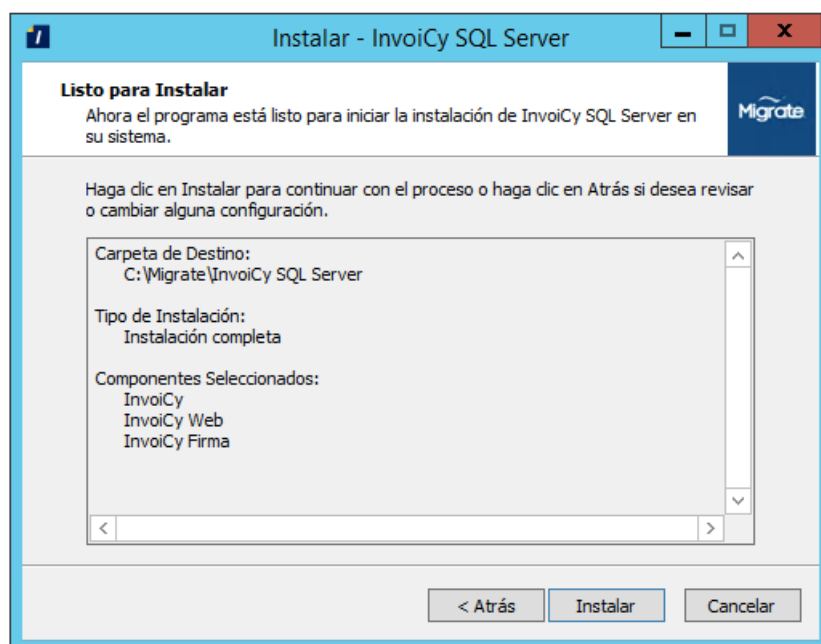 Instalar - InvoiCy SQL Server
Listo para Instalar
Ahora el programa está listo para iniciar la instalación de InvoiCy SQL Server en
su sistema.
Migrate
Haga clic en Instalar para continuar con el proceso o haga clic en Atrás si desea revisar
o cambiar alguna configuración.
Carpeta de Destino:
C:\Migrate\InvoiCy SQL Server
Tipo de Instalación:
Instalación completa
Componentes Seleccionados:
InvoiCy
InvoiCy Web
InvoiCy Firma
< Atrás
Instalar
Cancelar